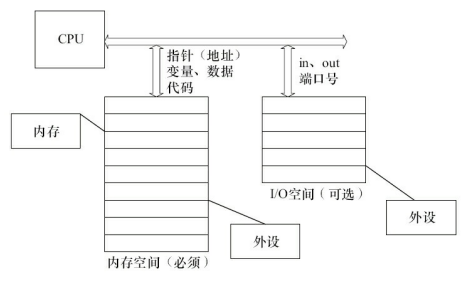 CPU
指针（地址）
变量、数据
代码
in、out
端口号
内存
I/O空间（可选）
外设
外设
内存空间（必须）